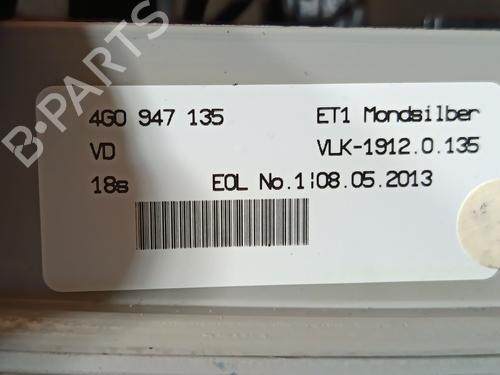 B-PARTS
4G0 947 135 ET1 Mondsilber
VD VLK-1912.0.135
18s EOL No.1¦08.05.2013